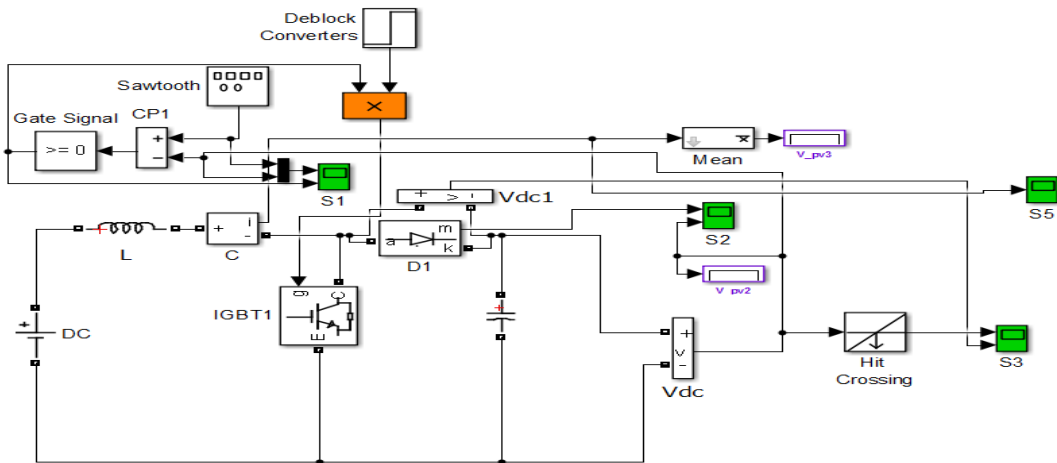 Deblock
Converters
Sawtooth
Gate Signal
CP1
>= 0
+
−
×
S1
Mean
V_pv3
S5
+ v -
Vdc1
i
+
-
L
C
a
m
k
D1
S2
V_pv2
g
C
E
IGBT1
+
DC
+
+
v
-
Vdc
Hit
Crossing
S3